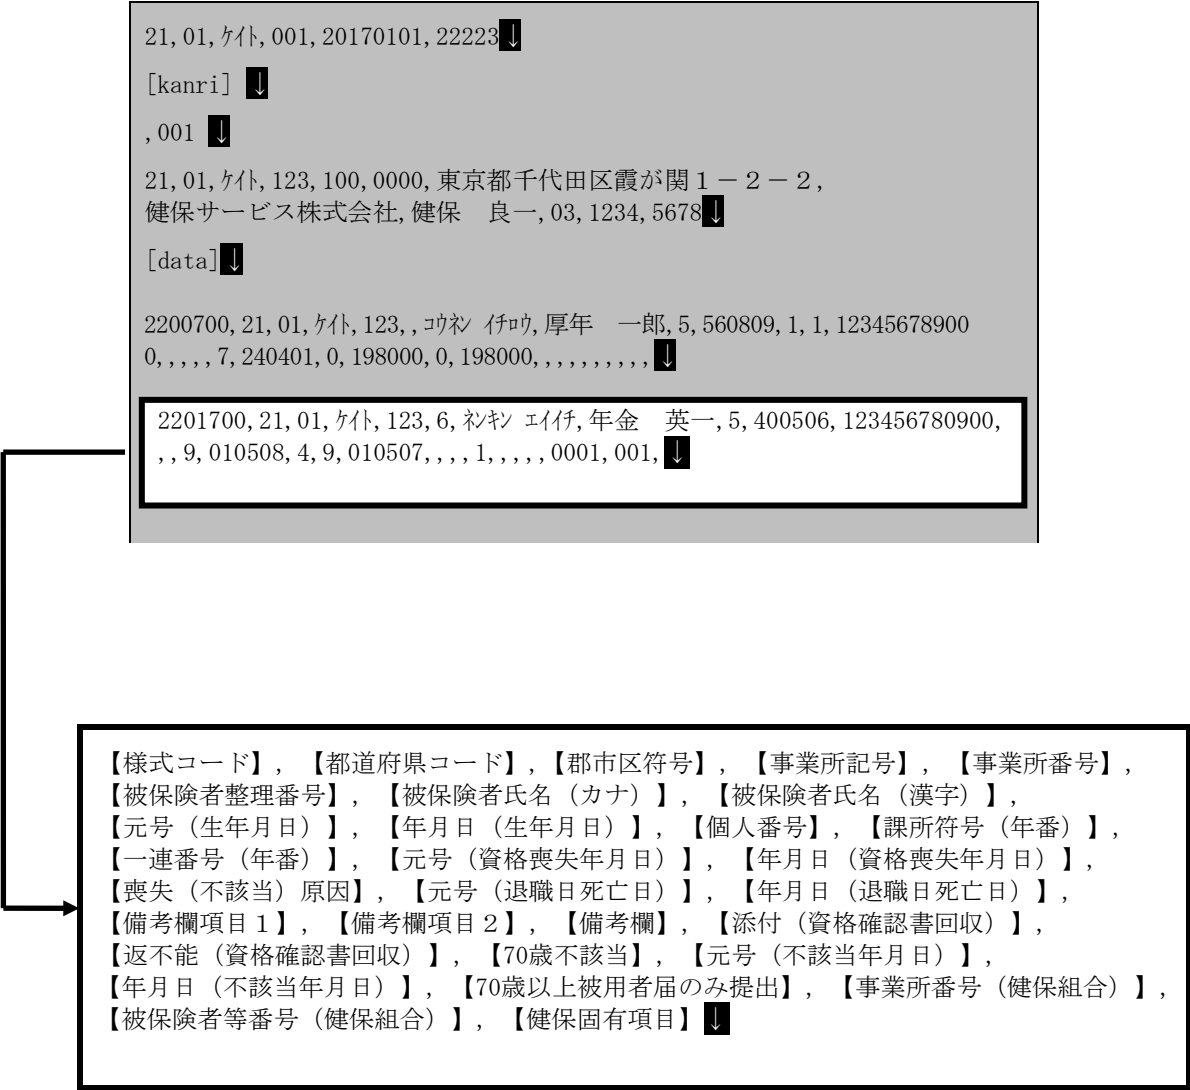 21,01,ｹｲﾄ,001,20170101,22223↓
[kanri] ↓
,001 ↓
21,01,ｹｲﾄ,123,100,0000,東京都千代田区霞が関１－２－２,
健保サービス株式会社,健保　良一,03,1234,5678↓
[data]↓
2200700,21,01,ｹｲﾄ,123,,ｺｳﾈﾝ ｲﾁﾛｳ,厚年　一郎,5,560809,1,1,12345678900
0,,,,,7,240401,0,198000,0,198000,,,,,,,,,,↓
2201700,21,01,ｹｲﾄ,123,6,ﾈﾝｷﾝ ｴｲｲﾁ,年金　英一,5,400506,123456780900,
,,9,010508,4,9,010507,,,,1,,,,,0001,001,↓
【様式コード】,【都道府県コード】,【郡市区符号】,【事業所記号】,【事業所番号】,
【被保険者整理番号】,【被保険者氏名（カナ）】,【被保険者氏名（漢字）】,
【元号（生年月日）】,【年月日（生年月日）】,【個人番号】,【課所符号（年番）】,
【一連番号（年番）】,【元号（資格喪失年月日）】,【年月日（資格喪失年月日）】,
【喪失（不該当）原因】,【元号（退職日死亡日）】,【年月日（退職日死亡日）】,
【備考欄項目１】,【備考欄項目２】,【備考欄】,【添付（資格確認書回収）】,
【返不能（資格確認書回収）】,【70歳不該当】,【元号（不該当年月日）】,
【年月日（不該当年月日）】,【70歳以上被用者届のみ提出】,【事業所番号（健保組合）】,
【被保険者等番号（健保組合）】,【健保固有項目】↓